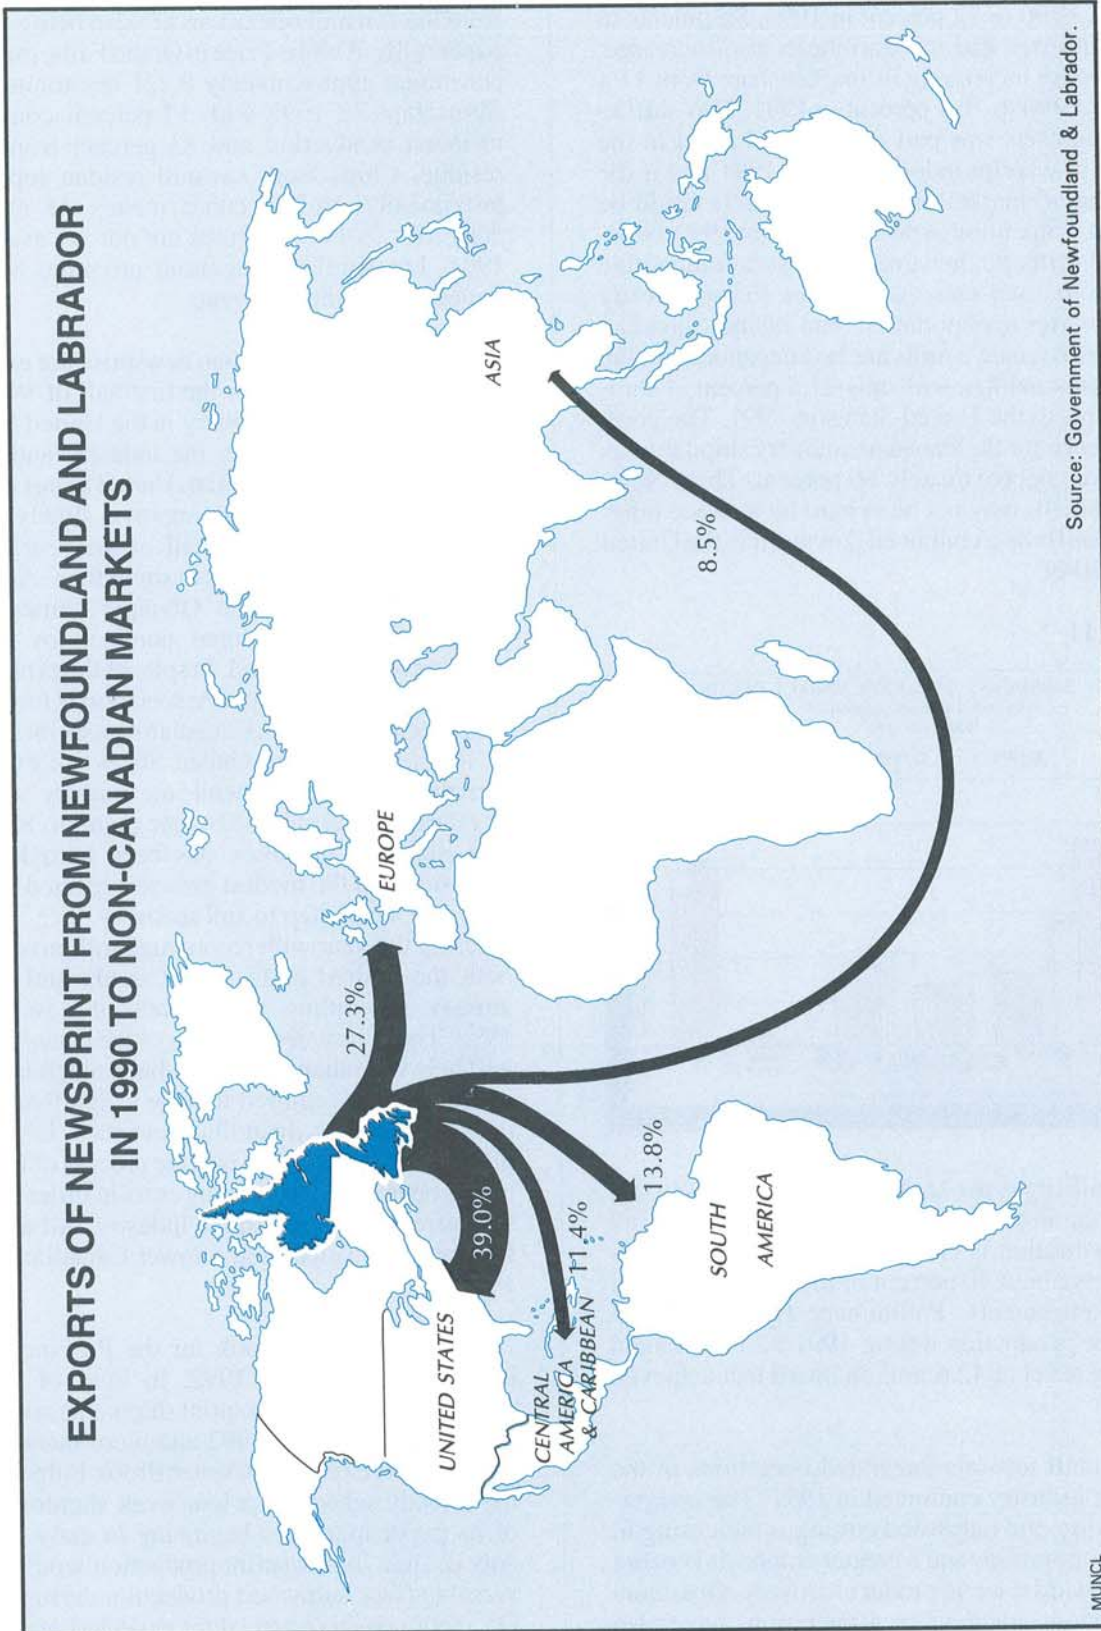 EXPORTS OF NEWSPRINT FROM NEWFOUNDLAND AND LABRADOR
IN 1990 TO NON-CANADIAN MARKETS
UNITED STATES
39.0%
CENTRAL
AMERICA
& CARIBBEAN
11.4%
13.8%
SOUTH
AMERICA
27.3%
EUROPE
ASIA
8.5%
MUNCL
Source: Government of Newfoundland & Labrador.